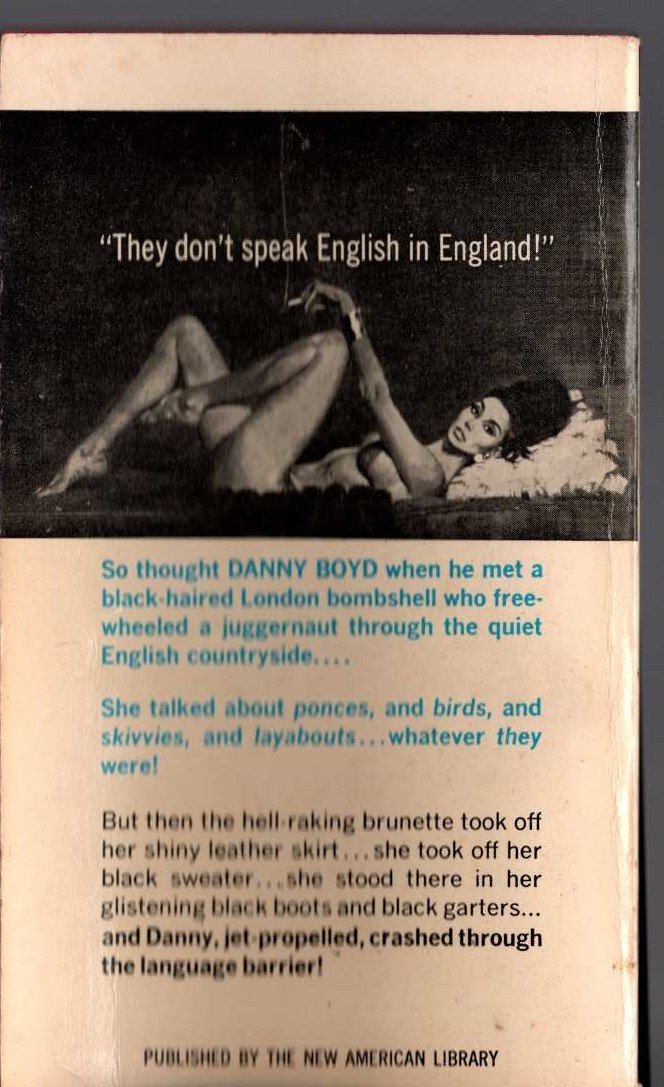 “They don't speak English in England!”
So thought DANNY BOYD when he met a
black-haired London bombshell who free-
wheeled a juggernaut through the quiet
English countryside....
She talked about ponces, and birds, and
skivvies, and layabouts...whatever they
were!
But then the hell-raking brunette took off
her shiny leather skirt...she took off her
black sweater...she stood there in her
glistening black boots and black garters...
and Danny, jet-propelled, crashed through
the language barrier!
PUBLISHED BY THE NEW AMERICAN LIBRARY